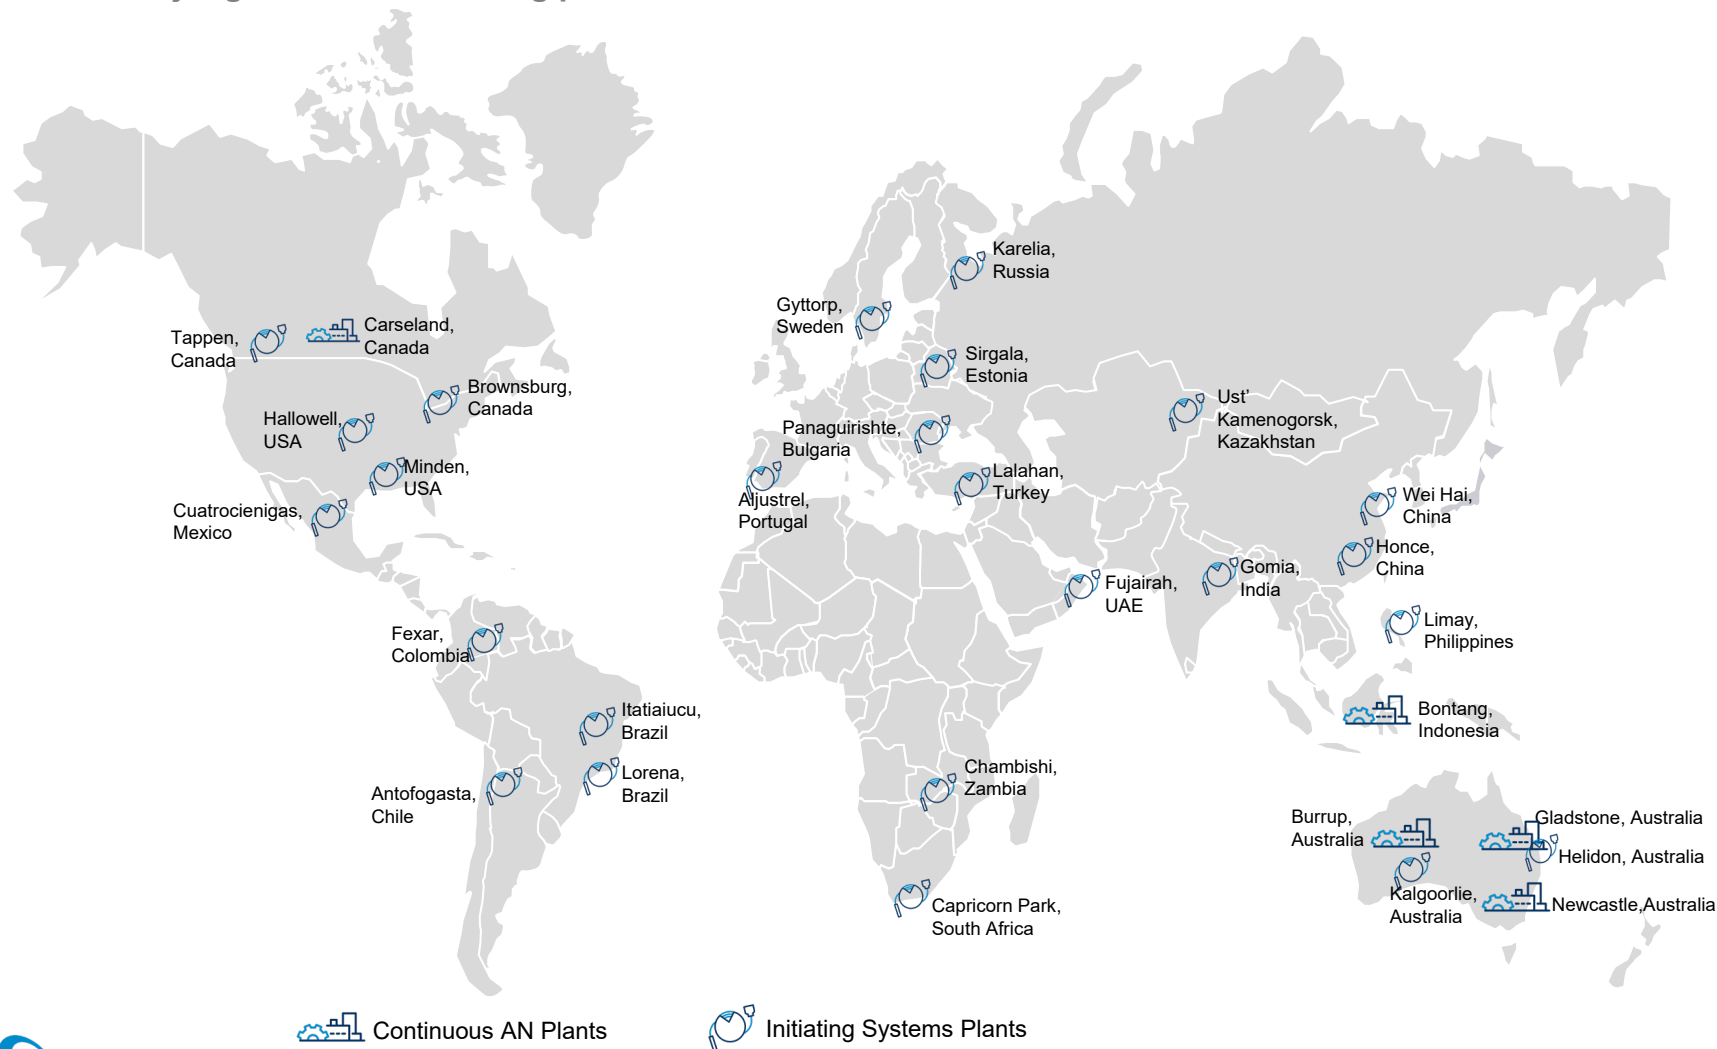 Karelia,
Russia
Gyttorp,
Sweden
Tappen,
Canada
Carseland,
Canada
Sirgala,
Estonia
Brownsburg,
Canada
Ust’
Kamenogorsk,
Kazakhstan
Hallowell,
USA
Panaguirishte,
Bulgaria
Minden,
USA
Lalahan,
Turkey
Aljustrel,
Portugal
Wei Hai,
China
Cuatrocienigas,
Mexico
Honce,
China
Gomia,
India
Fujairah,
UAE
Limay,
Philippines
Fexar,
Colombia
Bontang,
Indonesia
Itatiaiucu,
Brazil
Lorena,
Brazil
Chambishi,
Zambia
Antofogasta,
Chile
Burrup,
Australia
Gladstone, Australia
Helidon, Australia
Kalgoorlie,
Australia
Newcastle,Australia
Capricorn Park,
South Africa
Continuous AN Plants
Initiating Systems Plants